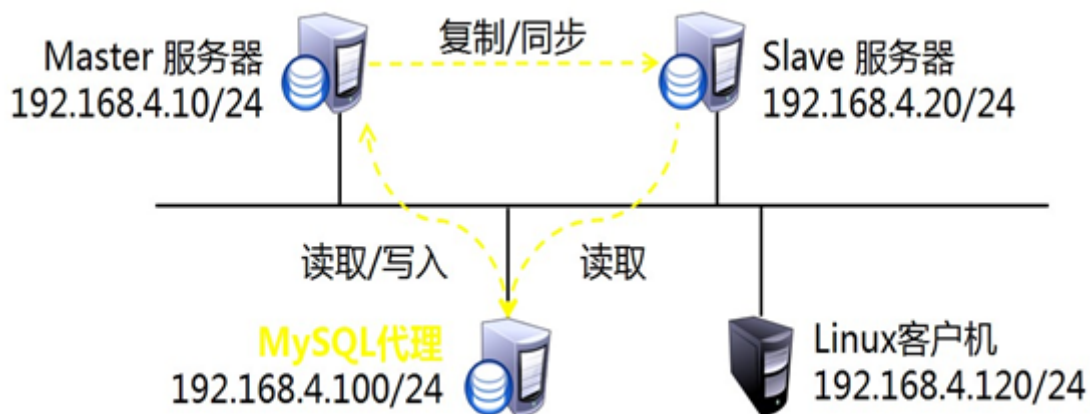 Master 服务器
192.168.4.10/24
复制/同步
Slave 服务器
192.168.4.20/24
读取/写入
读取
MySQL代理
192.168.4.100/24
Linux客户机
192.168.4.120/24